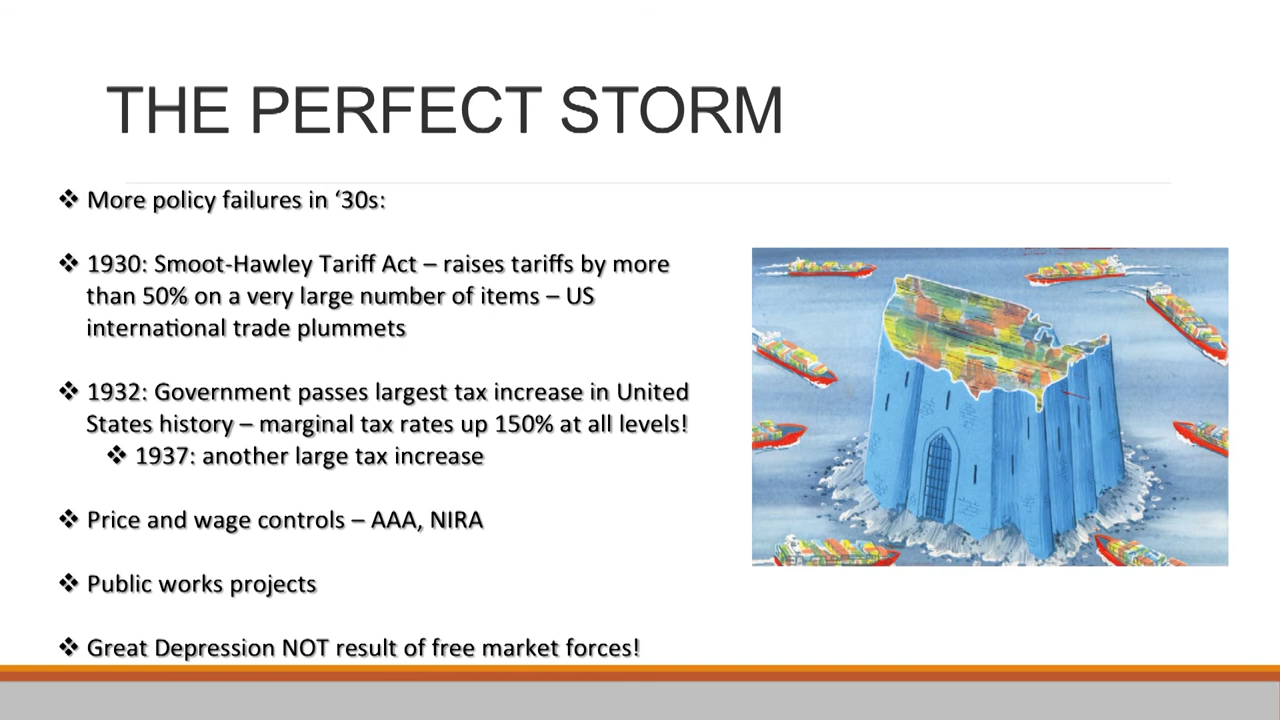 THE PERFECT STORM
❖ More policy failures in ‘30s:
❖ 1930: Smoot-Hawley Tariff Act – raises tariffs by more
than 50% on a very large number of items – US
international trade plummets
❖ 1932: Government passes largest tax increase in United
States history – marginal tax rates up 150% at all levels!
❖ 1937: another large tax increase
❖ Price and wage controls – AAA, NIRA
❖ Public works projects
❖ Great Depression NOT result of free market forces!